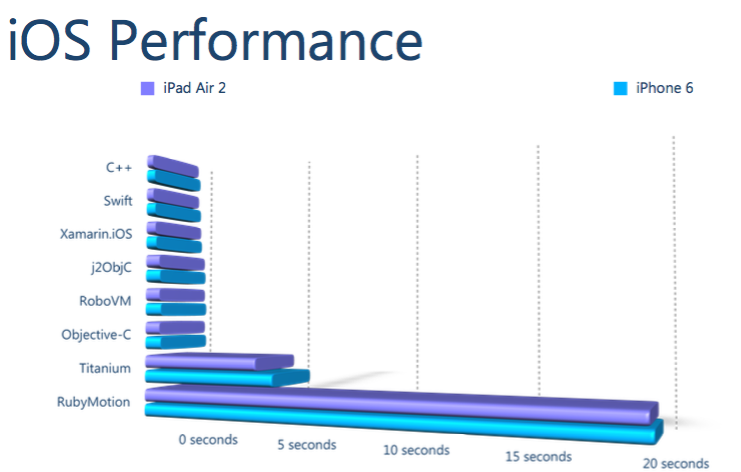 iOS Performance
iPad Air 2
iPhone 6
C++
Swift
Xamarin.iOS
j2ObjC
RoboVM
Objective-C
Titanium
RubyMotion
0 seconds
5 seconds
10 seconds
15 seconds
20 seconds